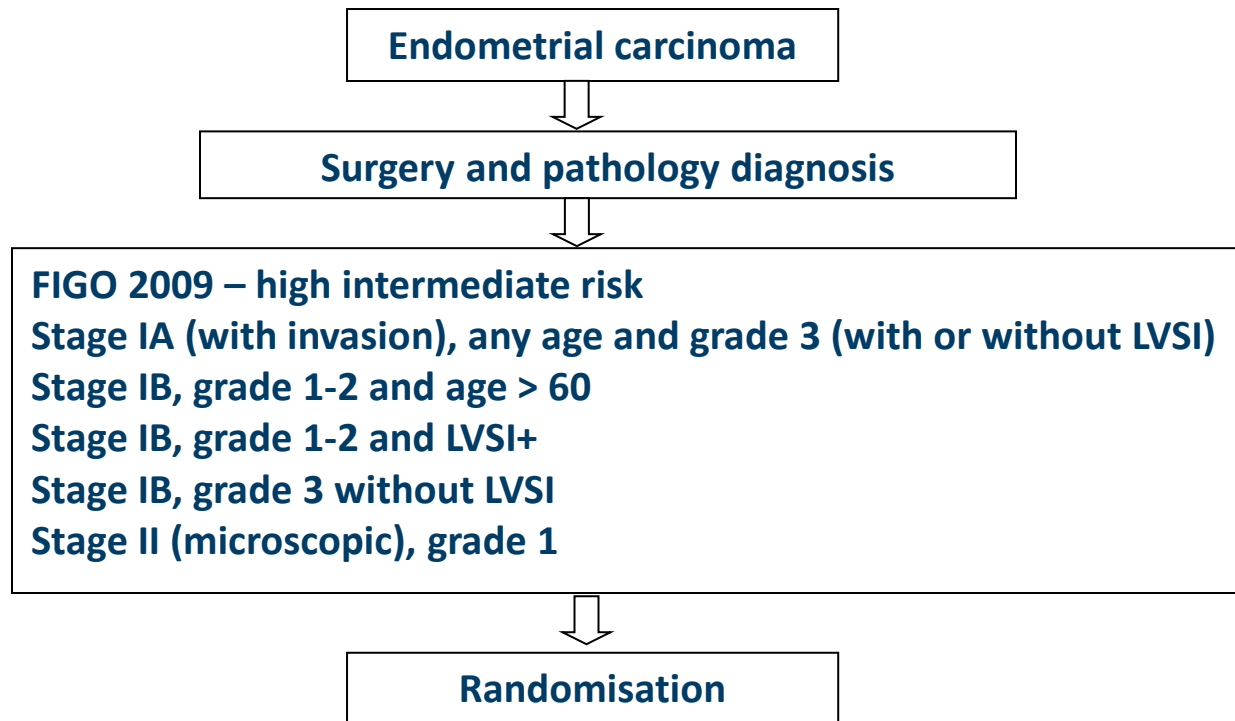 Endometrial carcinoma
Surgery and pathology diagnosis
FIGO 2009 – high intermediate risk
Stage IA (with invasion), any age and grade 3 (with or without LVSI)
Stage IB, grade 1-2 and age > 60
Stage IB, grade 1-2 and LVSI+
Stage IB, grade 3 without LVSI
Stage II (microscopic), grade 1
Randomisation